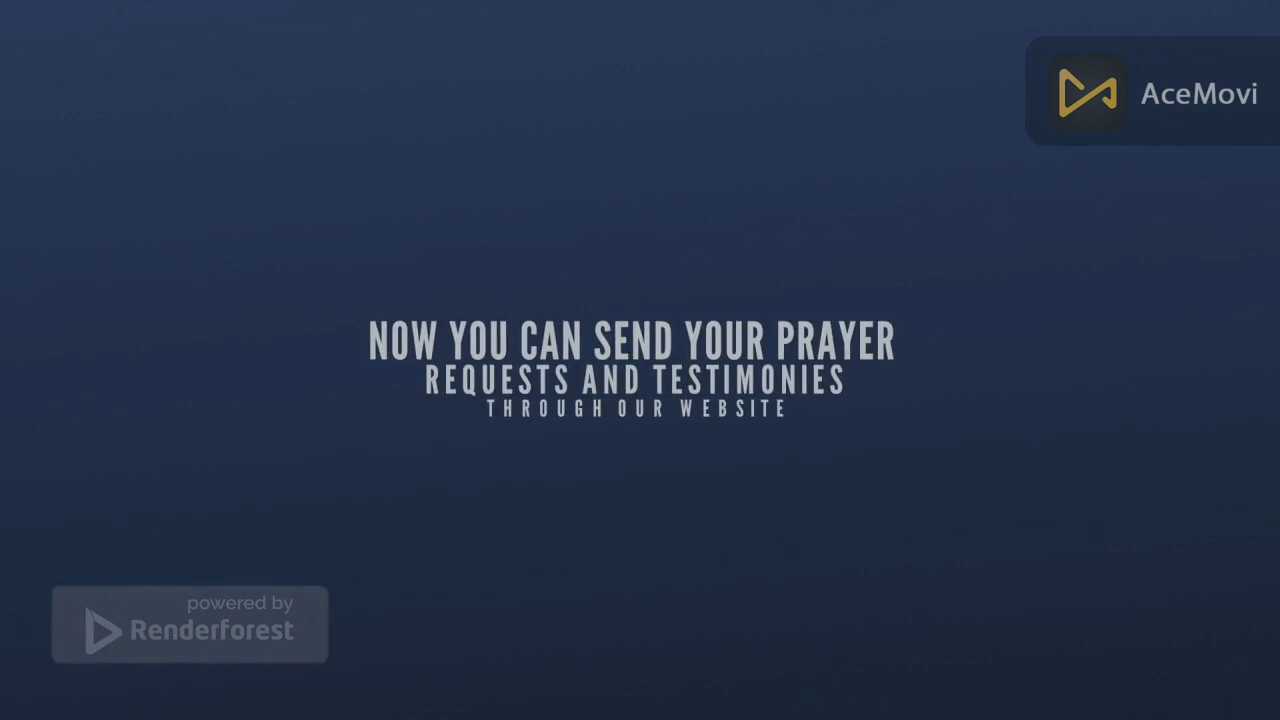 AceMovi
NOW YOU CAN SEND YOUR PRAYER
REQUESTS AND TESTIMONIES
THROUGH OUR WEBSITE
powered by
Renderforest